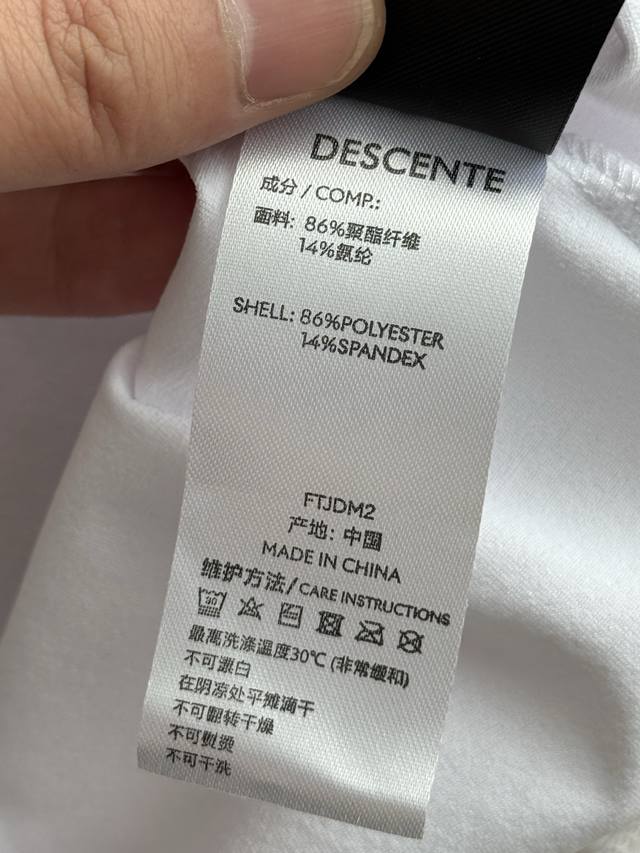 DESCENTE
成分 / COMP.:
面料: 86%聚酯纤维
14%氨纶
SHELL: 86%POLYESTER
14%SPANDEX
FTJDM2
产地: 中国
MADE IN CHINA
维护方法/CARE INSTRUCTIONS
30
最高洗涤温度30℃ (非常缓和)
不可漂白
在阴凉处平摊滴干
不可翻转干燥
不可熨烫
不可干洗